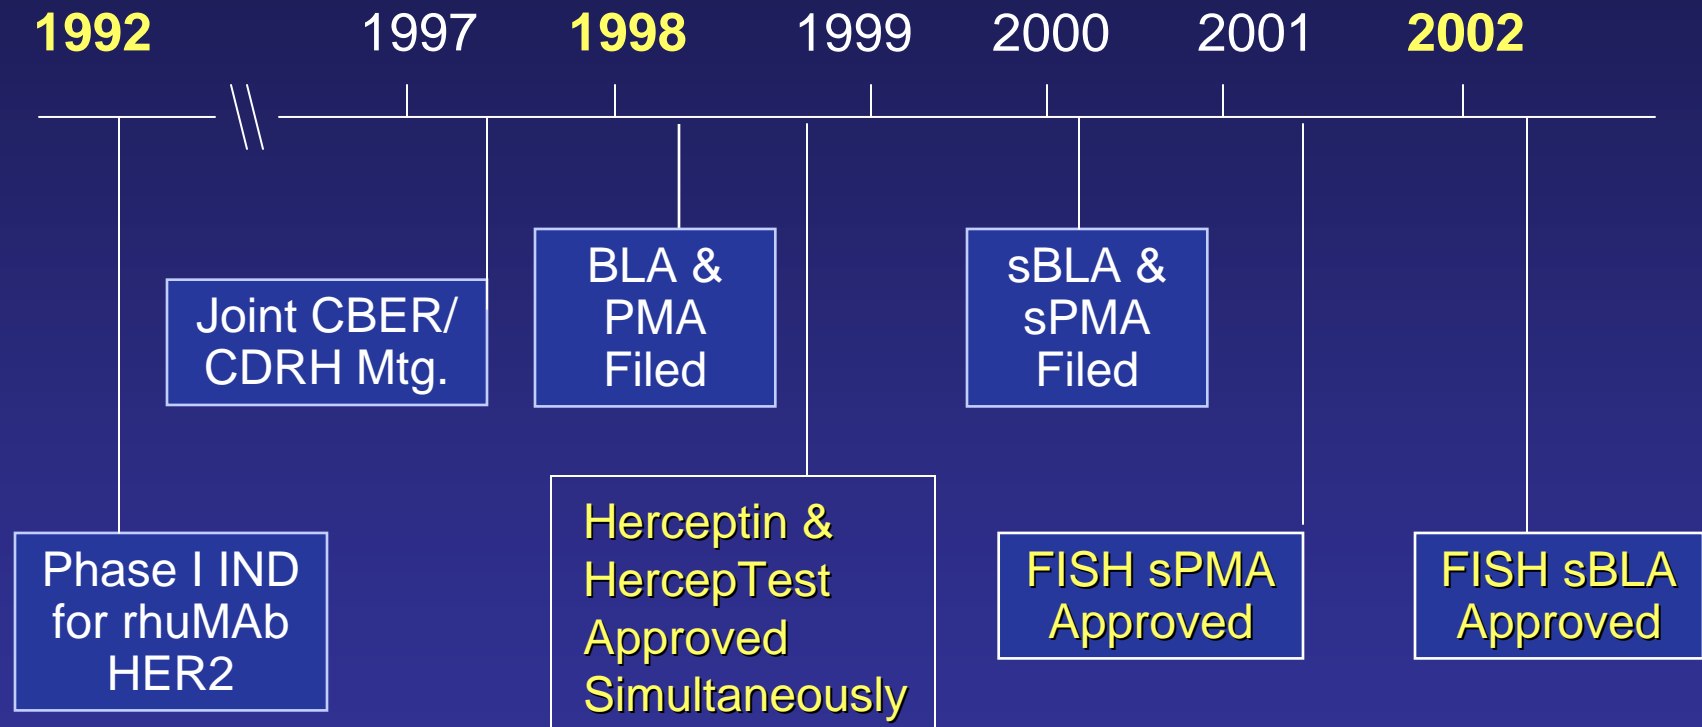 1992 1997 1998 1999 2000 2001 2002
Joint CBER/
CDRH Mtg.
BLA &
PMA
Filed
sBLA &
sPMA
Filed
Phase I IND
for rhuMAb
HER2
Herceptin &
HercepTest
Approved
Simultaneously
FISH sPMA
Approved
FISH sBLA
Approved